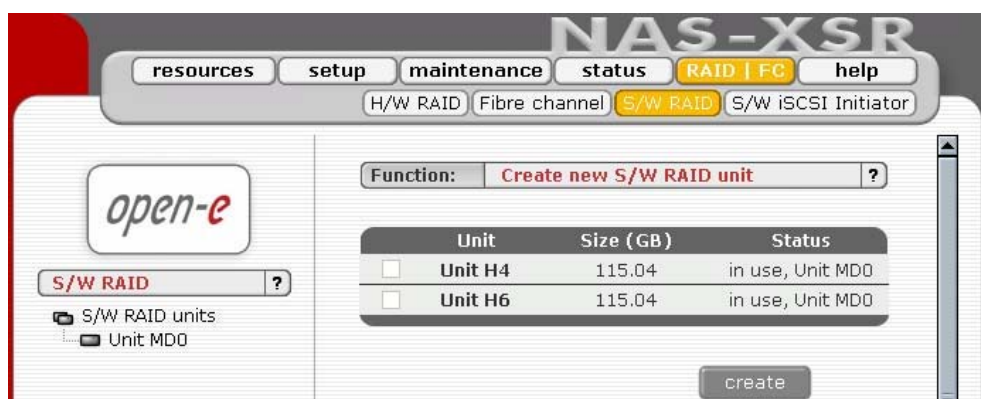 NAS-XSR
resources setup maintenance status RAID | FC help
H/W RAID Fibre channel S/W RAID S/W iSCSI Initiator
open-e
S/W RAID ?
S/W RAID units
Unit MD0
Function: Create new S/W RAID unit ?
Unit Size (GB) Status
Unit H4 115.04 in use, Unit MD0
Unit H6 115.04 in use, Unit MD0
create